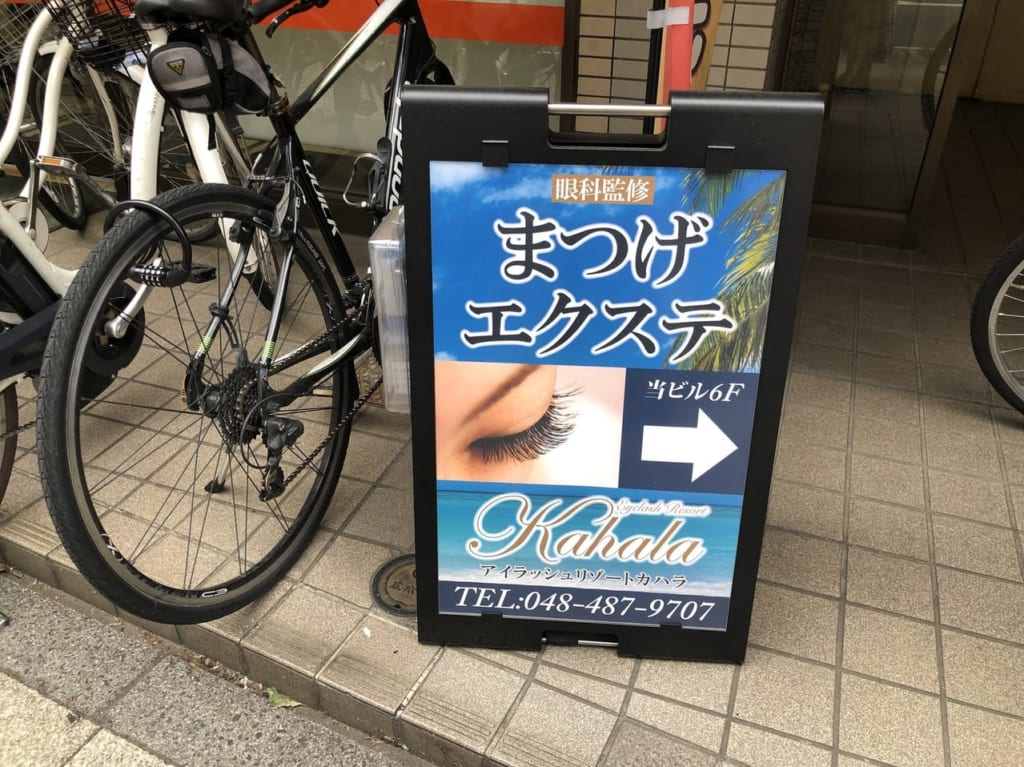 眼科監修
まつげ
エクステ
当ビル6F
Eyelash Resort
Kahala
アイラッシュリゾートカハラ
TEL:048-487-9707